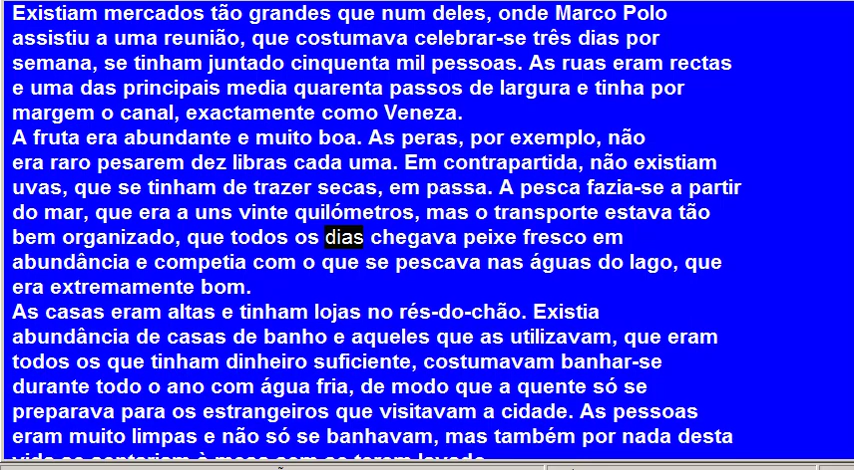 Existiam mercados tão grandes que num deles, onde Marco Polo
assistiu a uma reunião, que costumava celebrar-se três dias por
semana, se tinham juntado cinquenta mil pessoas. As ruas eram rectas
e uma das principais media quarenta passos de largura e tinha por
margem o canal, exactamente como Veneza.
A fruta era abundante e muito boa. As peras, por exemplo, não
era raro pesarem dez libras cada uma. Em contrapartida, não existiam
uvas, que se tinham de trazer secas, em passa. A pesca fazia-se a partir
do mar, que era a uns vinte quilómetros, mas o transporte estava tão
bem organizado, que todos os dias chegava peixe fresco em
abundância e competia com o que se pescava nas águas do lago, que
era extremamente bom.
As casas eram altas e tinham lojas no rés-do-chão. Existia
abundância de casas de banho e aqueles que as utilizavam, que eram
todos os que tinham dinheiro suficiente, costumavam banhar-se
durante todo o ano com água fria, de modo que a quente só se
preparava para os estrangeiros que visitavam a cidade. As pessoas
eram muito limpas e não só se banhavam, mas também por nada desta
vida se sentariam à mesa sem se terem lavado